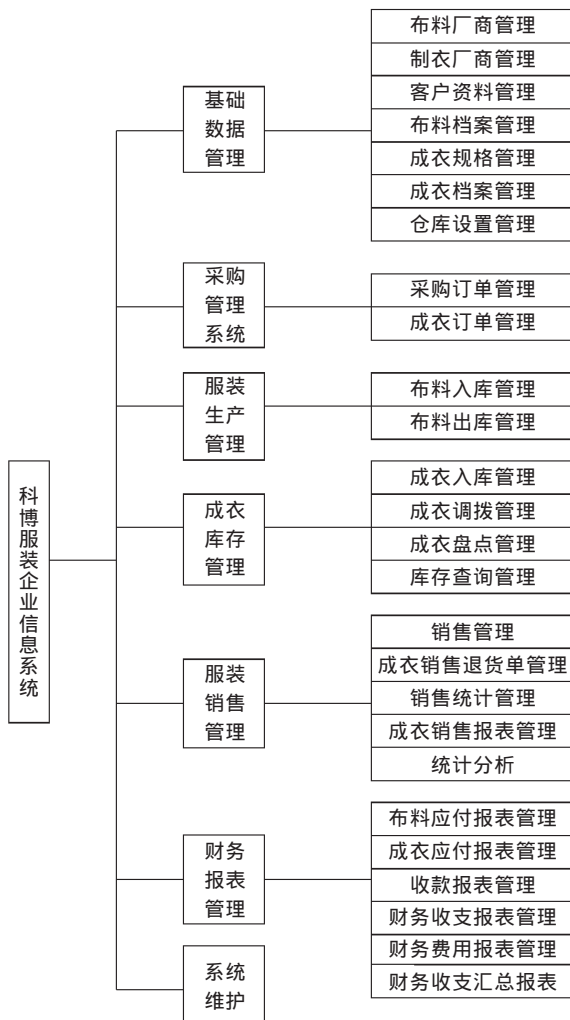 科博服装企业信息系统
基础
数据
管理
布料厂商管理
制衣厂商管理
客户资料管理
布料档案管理
成衣规格管理
成衣档案管理
仓库设置管理
采购
管理
系统
采购订单管理
成衣订单管理
服装
生产
管理
布料入库管理
布料出库管理
成衣
库存
管理
成衣入库管理
成衣调拨管理
成衣盘点管理
库存查询管理
服装
销售
管理
销售管理
成衣销售退货单管理
销售统计管理
成衣销售报表管理
统计分析
财务
报表
管理
布料应付报表管理
成衣应付报表管理
收款报表管理
财务收支报表管理
财务费用报表管理
财务收支汇总报表
系统
维护